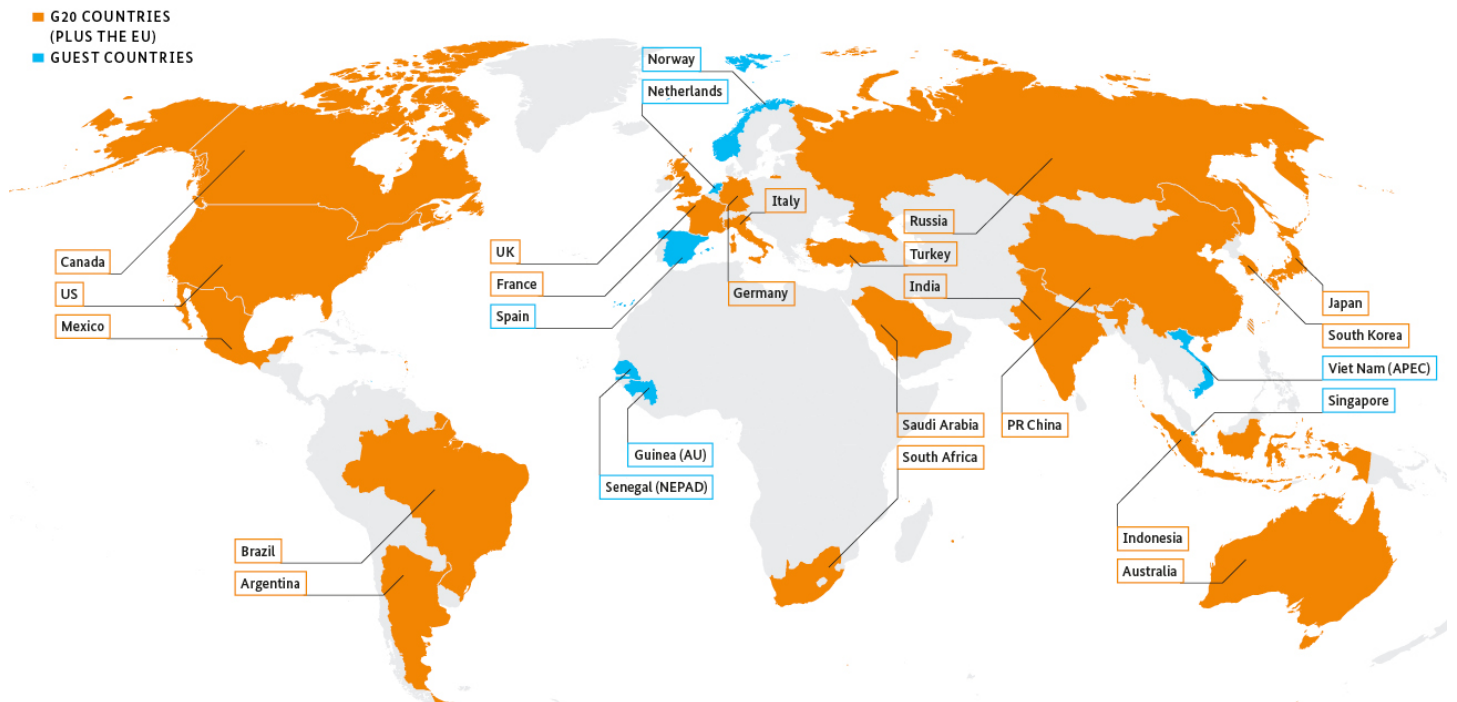 G20 COUNTRIES
(PLUS THE EU)
GUEST COUNTRIES
Norway
Netherlands
Italy
Canada
US
Mexico
UK
France
Spain
Germany
Russia
Turkey
India
Japan
South Korea
Viet Nam (APEC)
Singapore
Saudi Arabia
PR China
South Africa
Guinea (AU)
Senegal (NEPAD)
Brazil
Argentina
Indonesia
Australia